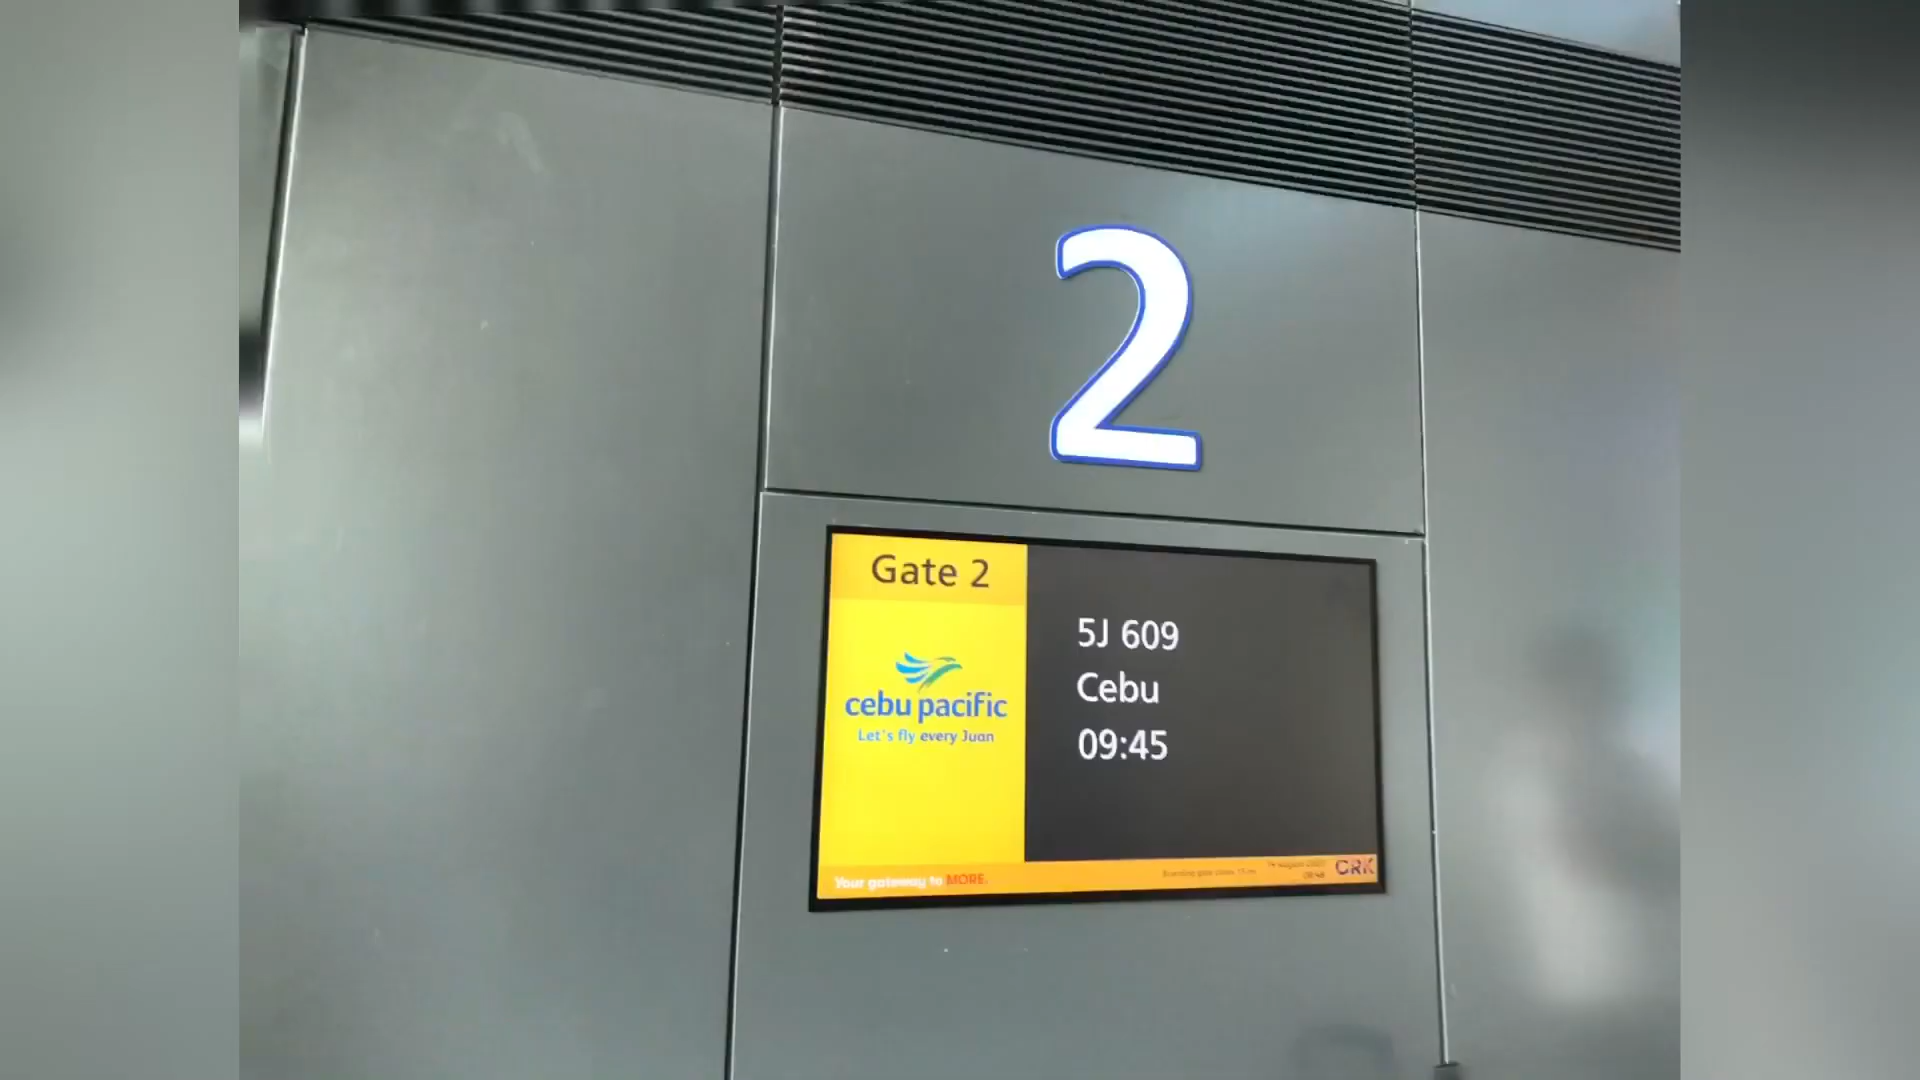 2
Gate 2
cebu pacific
Let's fly every Juan
5J 609
Cebu
09:45
Your gateway to MORE.
CRK